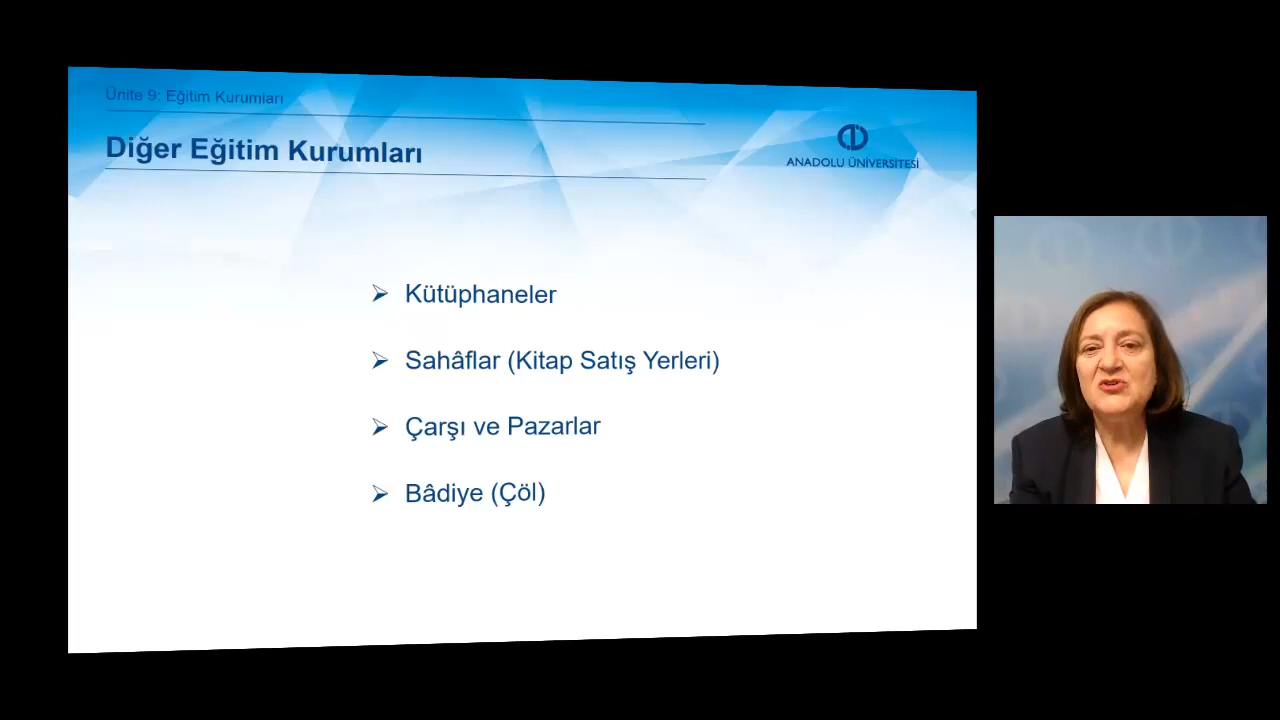 Ünite 9: Eğitim Kurumları
Diğer Eğitim Kurumları
ANADOLU ÜNİVERSİTESİ
Kütüphaneler
Sahâflar (Kitap Satış Yerleri)
Çarşı ve Pazarlar
Bâdiye (Çöl)